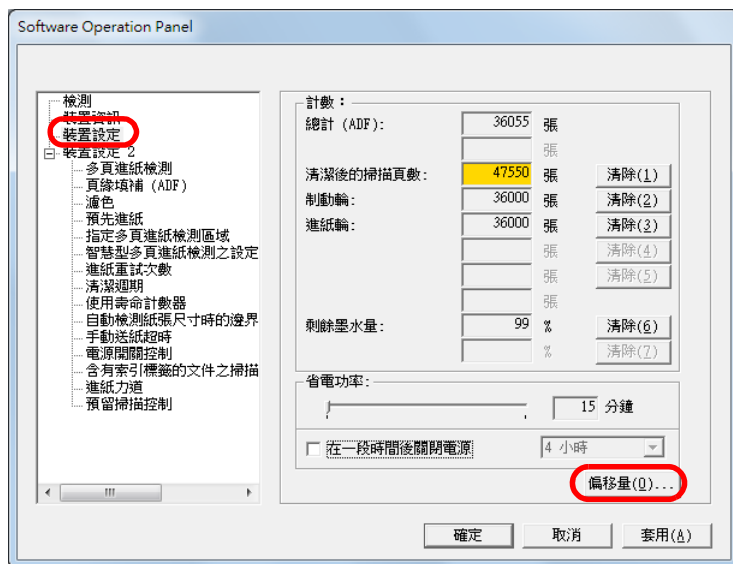 Software Operation Panel
檢測
裝置資訊
裝置設定
裝置設定 2
多頁進紙檢測
頁緣填補 (ADF)
濾色
預先進紙
指定多頁進紙檢測區域
智慧型多頁進紙檢測之設定
進紙重試次數
清潔週期
使用壽命計數器
自動檢測紙張尺寸時的邊界
手動送紙超時
電源開關控制
含有索引標籤的文件之掃描
進紙力道
預留掃描控制
計數：
總計 (ADF): 36055 張
張
清潔後的掃描頁數: 47550 張 清除(1)
制動輪: 36000 張 清除(2)
進紙輪: 36000 張 清除(3)
張 清除(4)
張 清除(5)
張
剩餘墨水量: 99 % 清除(6)
% 清除(7)
省電功率:
15 分鐘
在一段時間後關閉電源 4 小時
偏移量(O)...
確定 取消 套用(A)